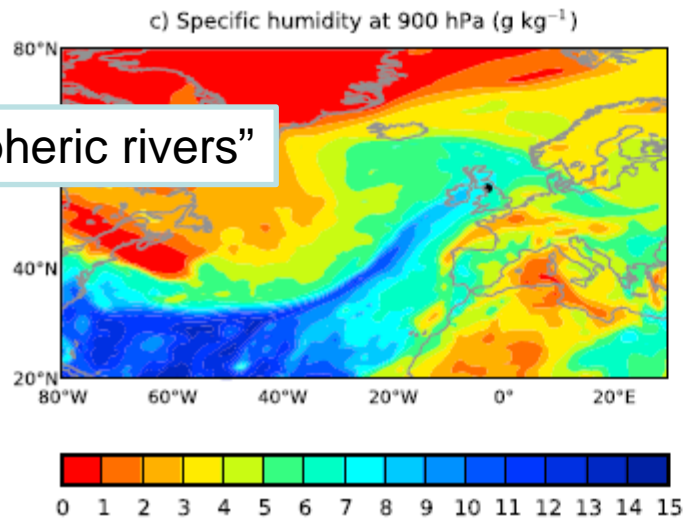 c) Specific humidity at 900 hPa (g kg⁻¹)
80°N
heric rivers”
40°N
20°N
80°W 60°W 40°W 20°W 0° 20°E
0 1 2 3 4 5 6 7 8 9 10 11 12 13 14 15